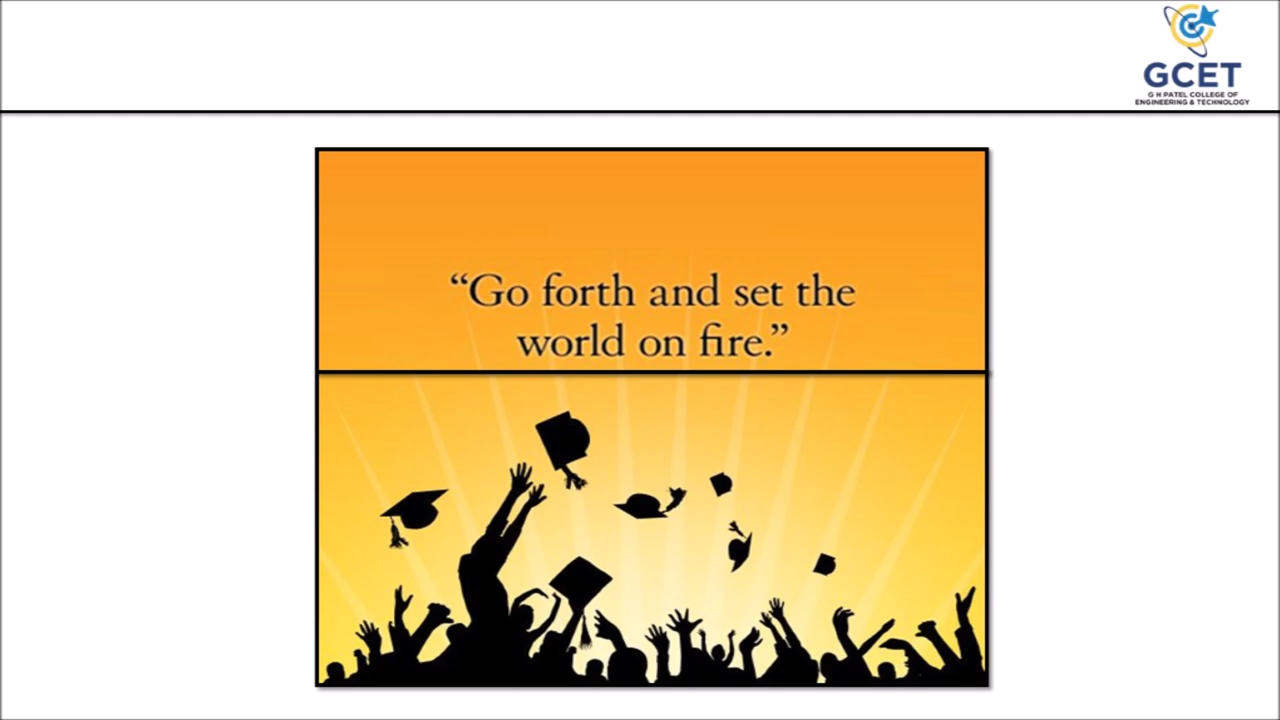 GCET
G H PATEL COLLEGE OF
ENGINEERING & TECHNOLOGY
“Go forth and set the
world on fire.”